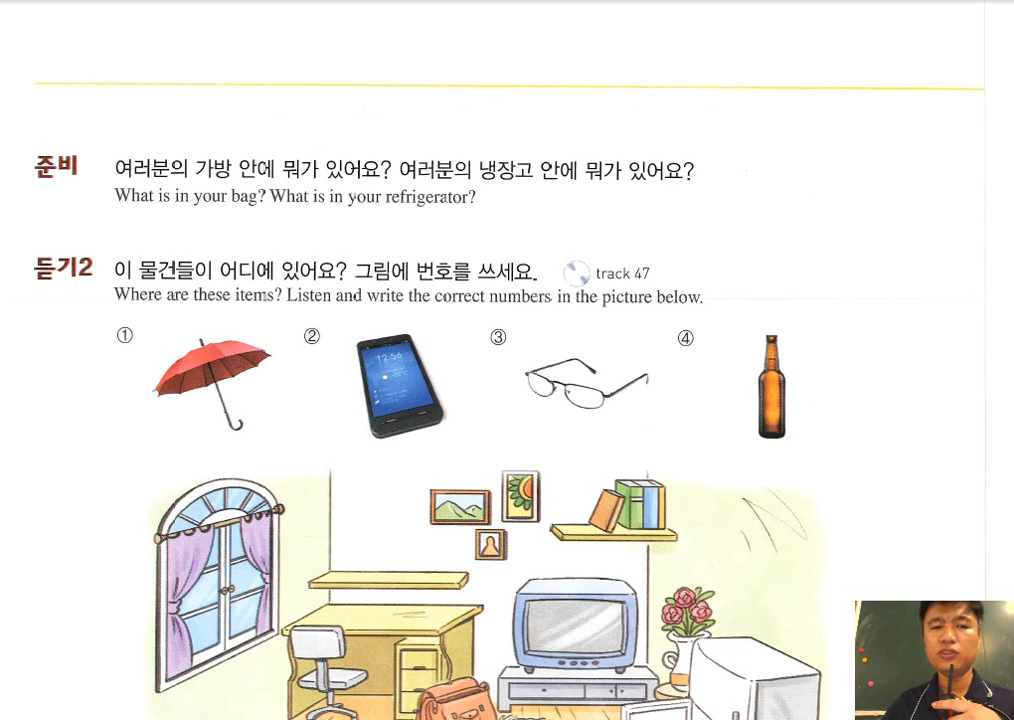 준비 여러분의 가방 안에 뭐가 있어요? 여러분의 냉장고 안에 뭐가 있어요?
What is in your bag? What is in your refrigerator?
듣기2 이 물건들이 어디에 있어요? 그림에 번호를 쓰세요. track 47
Where are these items? Listen and write the correct numbers in the picture below.
① ② ③ ④
12:56